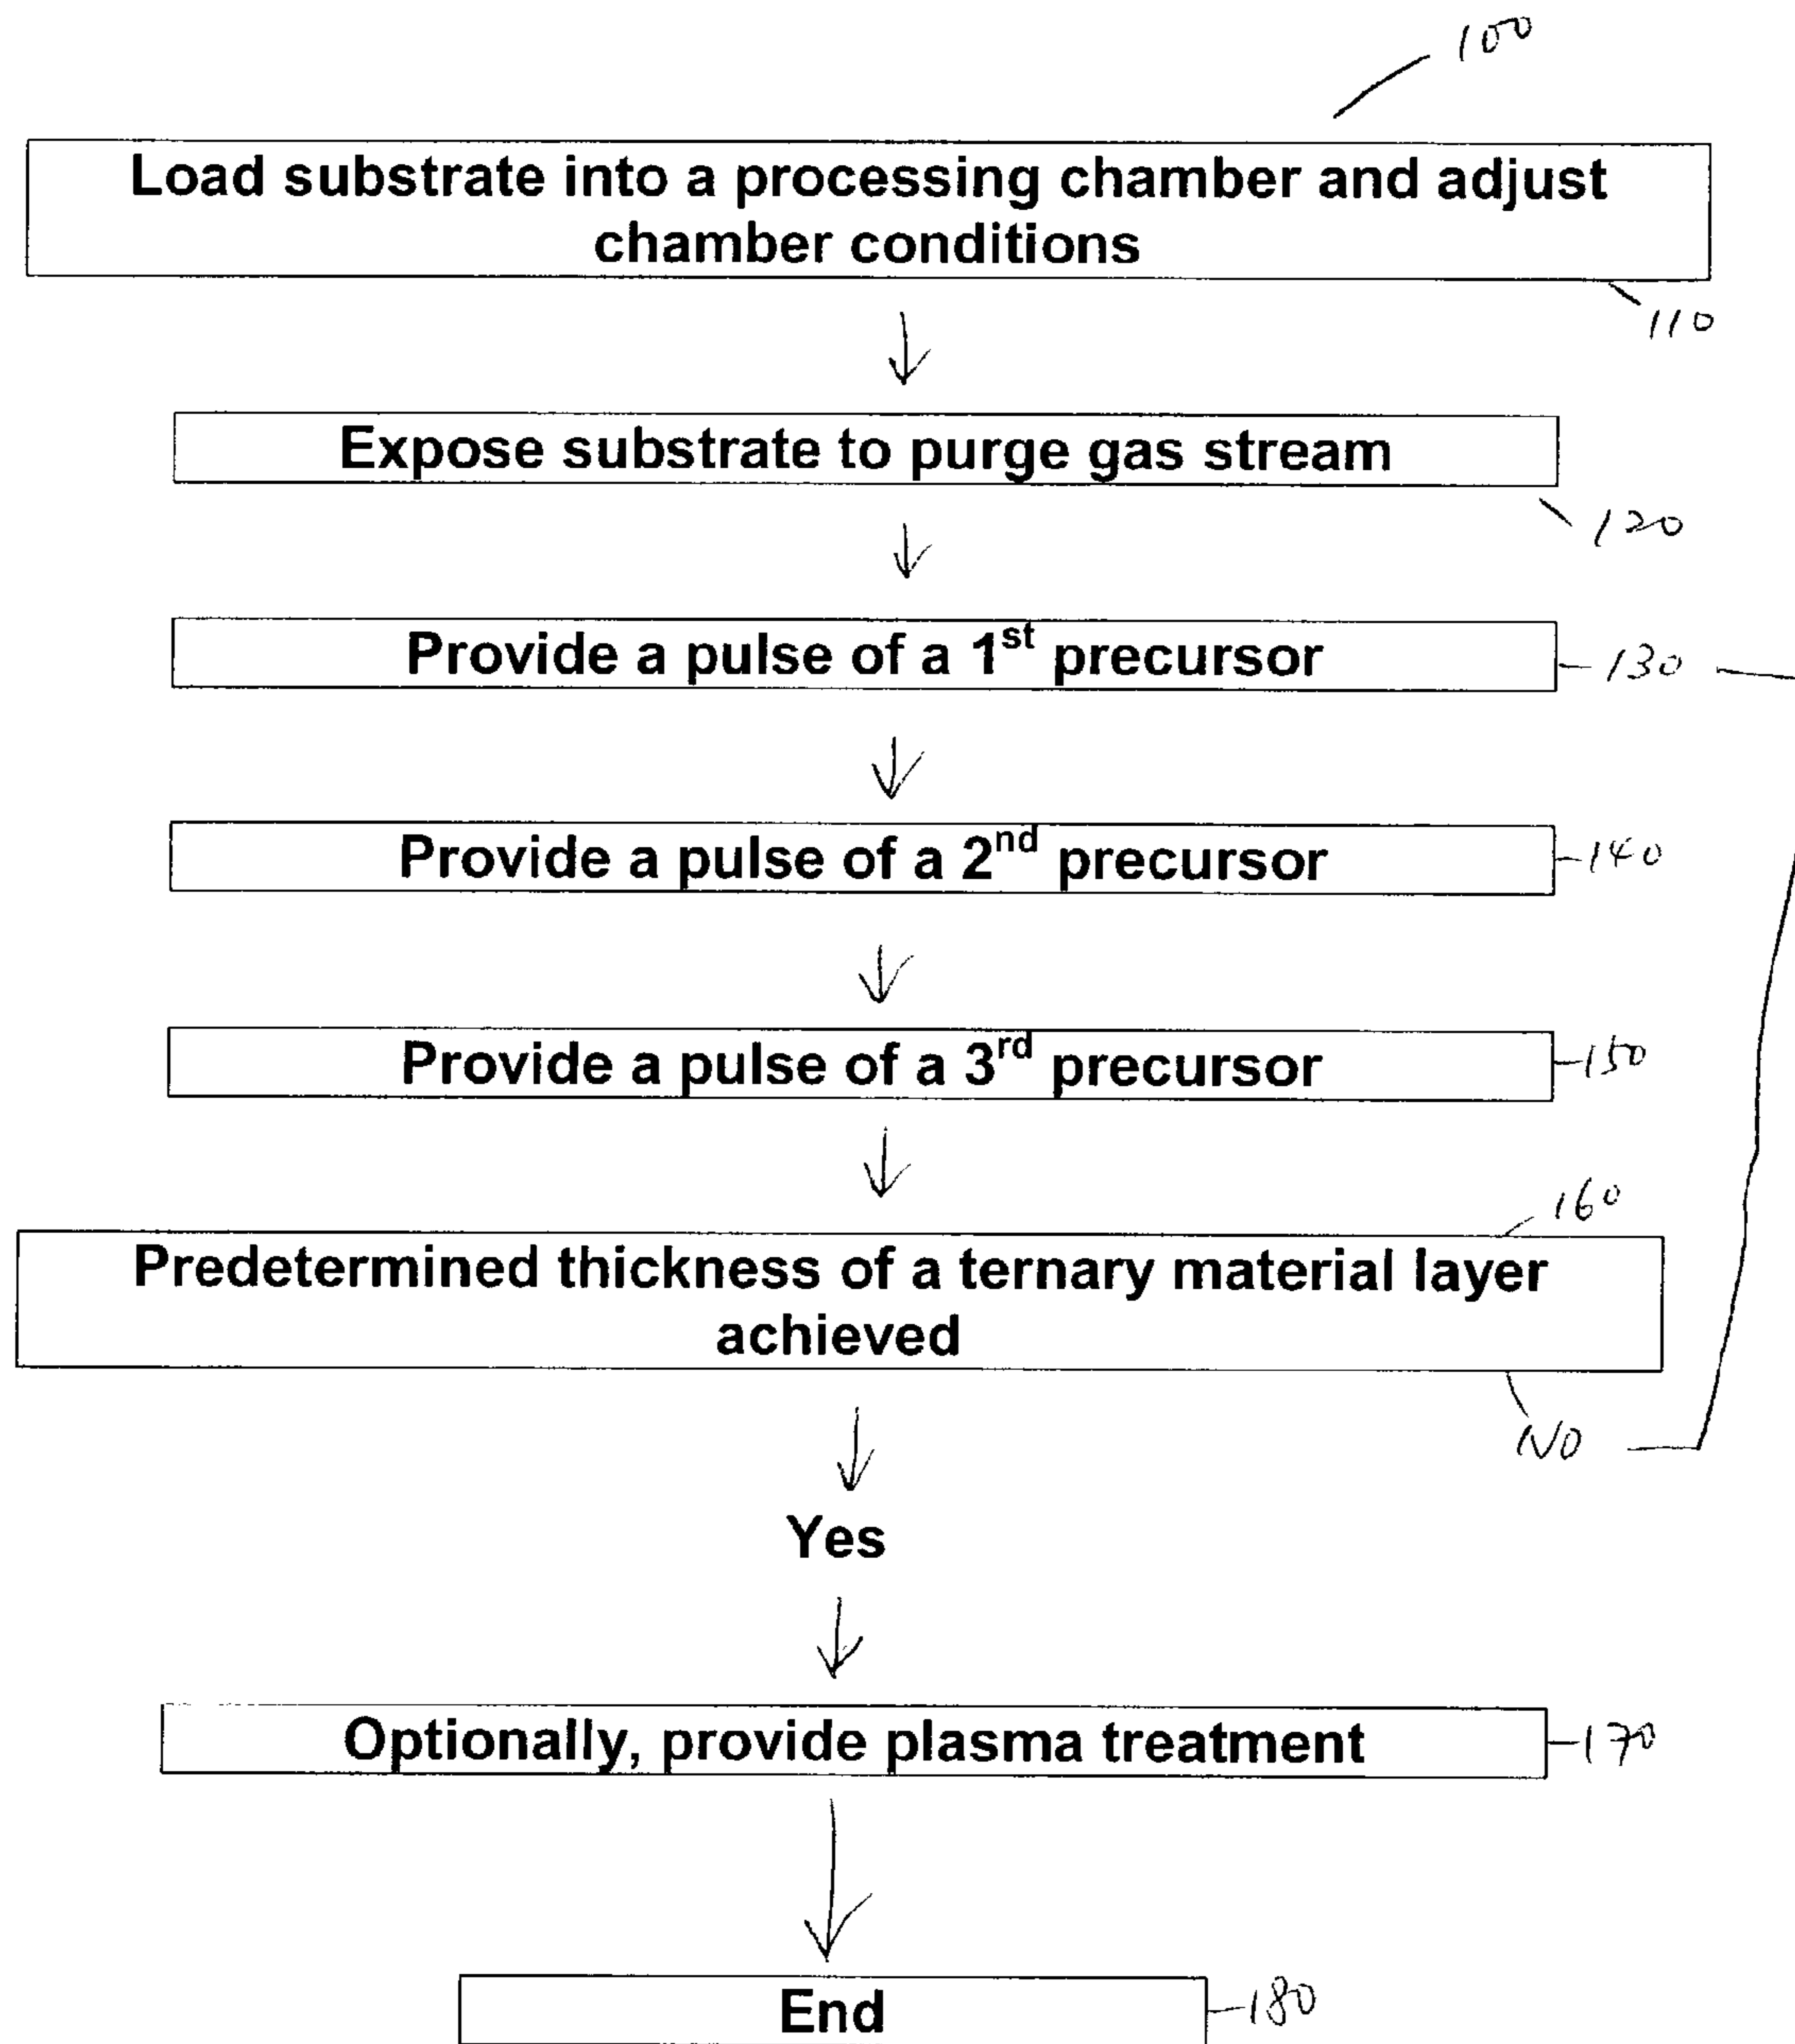 100
Load substrate into a processing chamber and adjust
chamber conditions
110
Expose substrate to purge gas stream
120
Provide a pulse of a 1st precursor
130
Provide a pulse of a 2nd precursor
140
Provide a pulse of a 3rd precursor
150
160
Predetermined thickness of a ternary material layer
achieved
NO
Yes
Optionally, provide plasma treatment
170
End
180